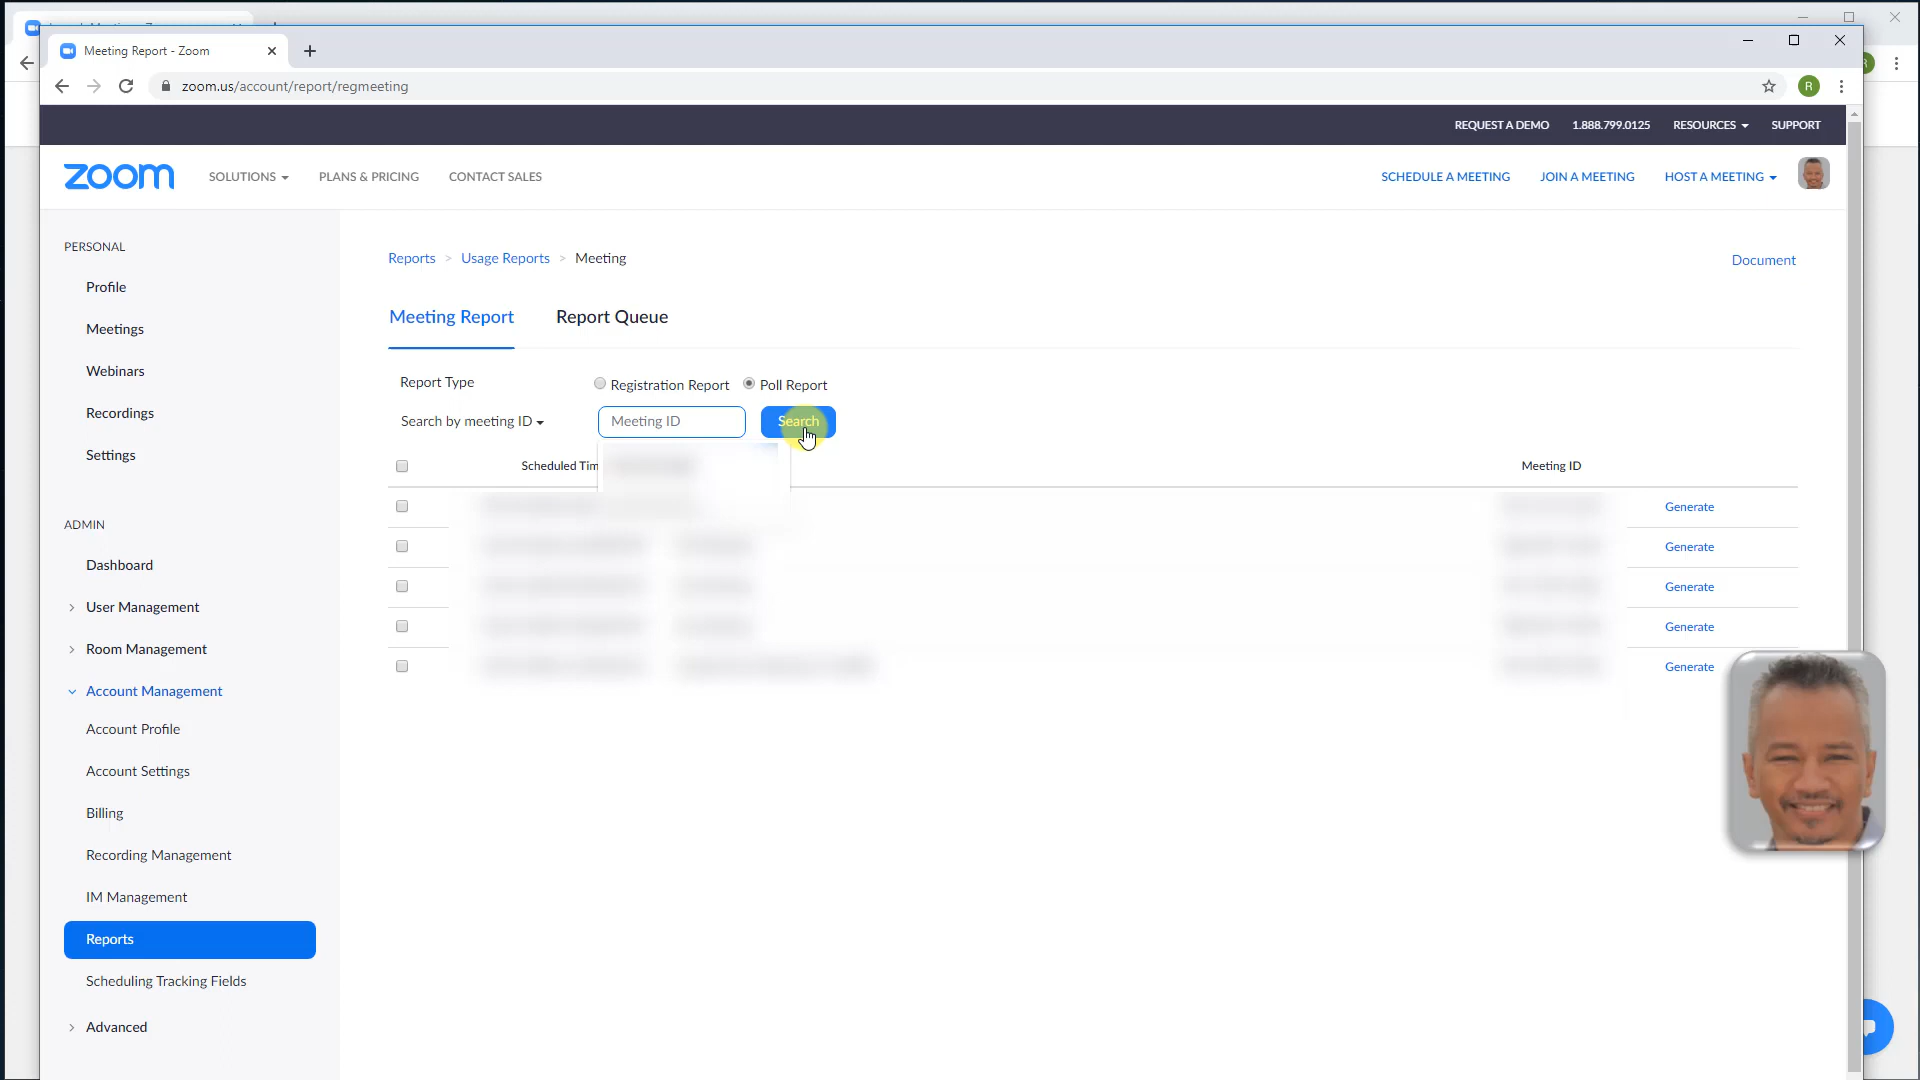 Meeting Report - Zoom
zoom.us/account/report/regmeeting
R
REQUEST A DEMO
1.888.799.0125
RESOURCES
SUPPORT
zoom
SOLUTIONS
PLANS & PRICING
CONTACT SALES
SCHEDULE A MEETING
JOIN A MEETING
HOST A MEETING
PERSONAL
Profile
Meetings
Webinars
Recordings
Settings
ADMIN
Dashboard
> User Management
> Room Management
Account Management
Account Profile
Account Settings
Billing
Recording Management
IM Management
Reports
Scheduling Tracking Fields
> Advanced
Reports > Usage Reports > Meeting
Document
Meeting Report
Report Queue
Report Type
Registration Report
Poll Report
Search by meeting ID
Meeting ID
Search
Scheduled Tim
Meeting ID
Generate
Generate
Generate
Generate
Generate